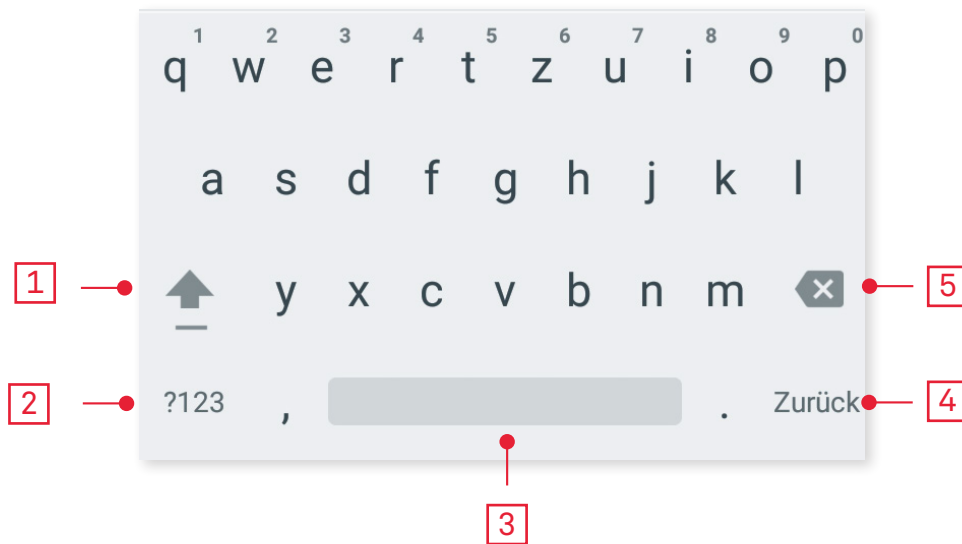 1 2 3 4 5 6 7 8 9 0
q w e r t z u i o p
a s d f g h j k l
1 y x c v b n m 5
2 ?123 , . Zurück 4
3